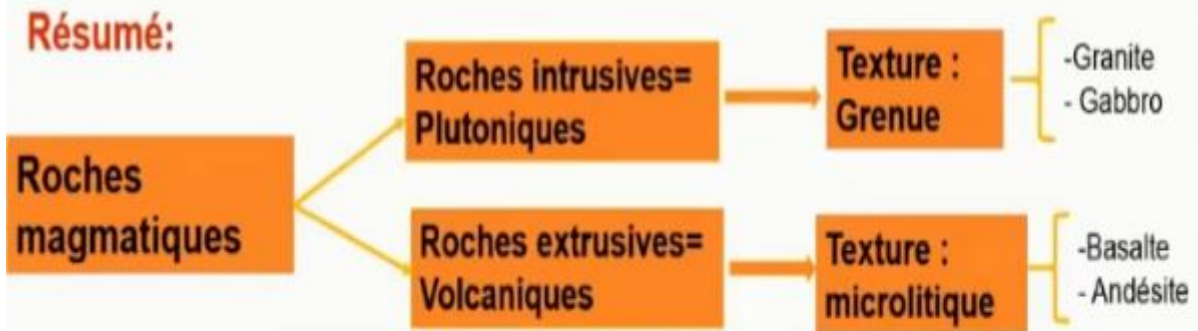 Résumé:
Roches
magmatiques
Roches intrusives=
Plutoniques
Texture :
Grenue
-Granite
- Gabbro
Roches extrusives=
Volcaniques
Texture :
microlitique
-Basalte
- Andésite